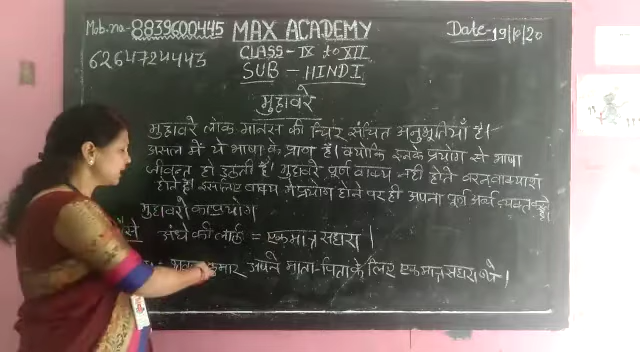 Mob.no- 8839600445 MAX ACADEMY Date-19/10/20
6264724443 CLASS-IX to XII
SUB - HINDI
मुहावरे
मुहावरे लोक मानस की चिर संचित अनुभूतियाँ हैं।
असल में ये भाषा के प्राण हैं। क्योंकि इनके प्रयोग से भाषा
जीवन्त हो उठती है। मुहावरे पूर्ण वाक्य नहीं होते वरन वाक्यांश
होते हैं। इसलिए वाक्य में प्रयोग होने पर ही अपना पूर्ण अर्थ व्यक्त करते हैं।
मुहावरों का प्रयोग
से अंधे की लाठी = एकमात्र सहारा।
कुमार अपने माता-पिता के लिए एकमात्र सहारा थे।